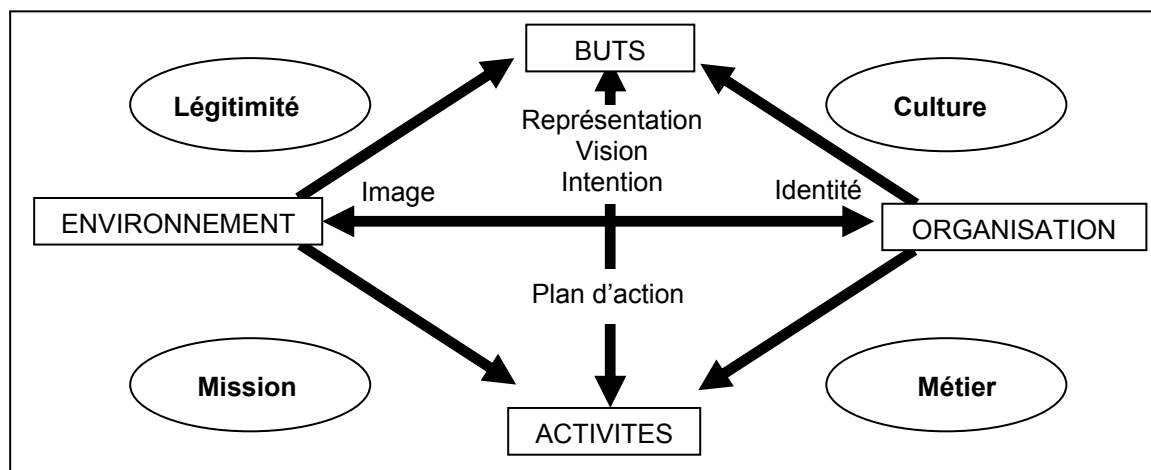 BUTS
Légitimité
Culture
Représentation
Vision
Intention
Image
Identité
ENVIRONNEMENT
ORGANISATION
Plan d’action
Mission
Métier
ACTIVITES